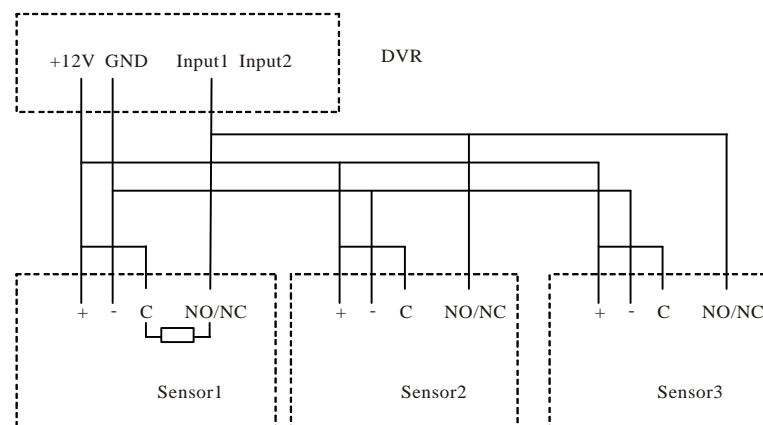 +12V GND Input1 Input2 DVR
+ - C NO/NC + - C NO/NC + - C NO/NC
Sensor1 Sensor2 Sensor3